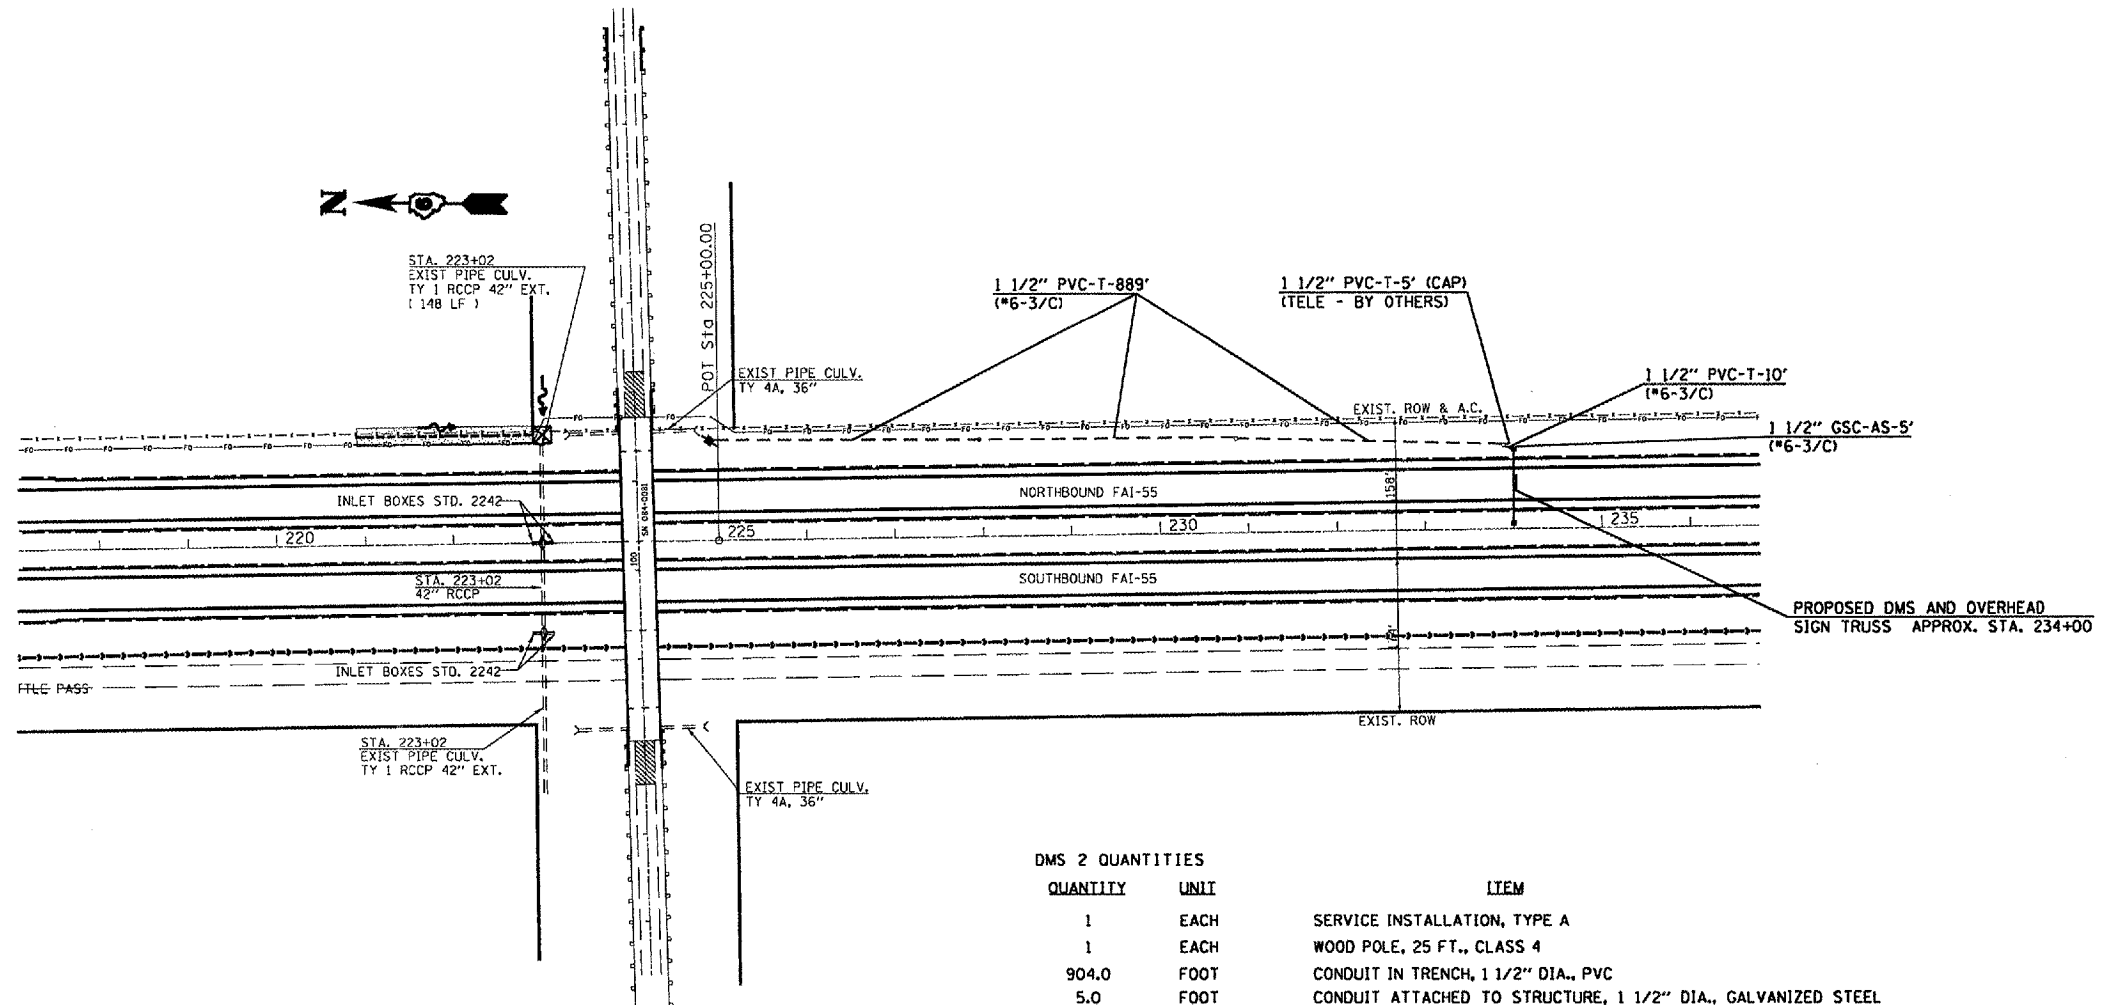 N
STA. 223+02
EXIST PIPE CULV.
TY 1 RCCP 42" EXT.
( 148 LF )
POT Sta 225+00.00
1 1/2" PVC-T-889'
(#6-3/C)
1 1/2" PVC-T-5' (CAP)
(TELE - BY OTHERS)
1 1/2" PVC-T-10'
(#6-3/C)
1 1/2" GSC-AS-5'
(#6-3/C)
EXIST PIPE CULV.
TY 4A, 36"
EXIST. ROW & A.C.
INLET BOXES STD. 2242
NORTHBOUND FAI-55
158'
220
225
230
235
SN 084-0081
100
STA. 223+02
42" RCCP
SOUTHBOUND FAI-55
PROPOSED DMS AND OVERHEAD
SIGN TRUSS APPROX. STA. 234+00
INLET BOXES STD. 2242
PASS
EXIST. ROW
STA. 223+02
EXIST PIPE CULV.
TY 1 RCCP 42" EXT.
EXIST PIPE CULV.
TY 4A, 36"
DMS 2 QUANTITIES
QUANTITY UNIT ITEM
1 EACH SERVICE INSTALLATION, TYPE A
1 EACH WOOD POLE, 25 FT., CLASS 4
904.0 FOOT CONDUIT IN TRENCH, 1 1/2" DIA., PVC
5.0 FOOT CONDUIT ATTACHED TO STRUCTURE, 1 1/2" DIA., GALVANIZED STEEL